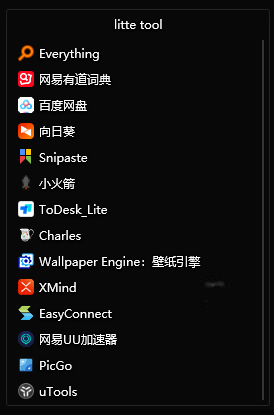 litte tool
Everything
网易有道词典
百度网盘
向日葵
Snipaste
小火箭
ToDesk_Lite
Charles
Wallpaper Engine：壁纸引擎
XMind
EasyConnect
网易UU加速器
PicGo
uTools